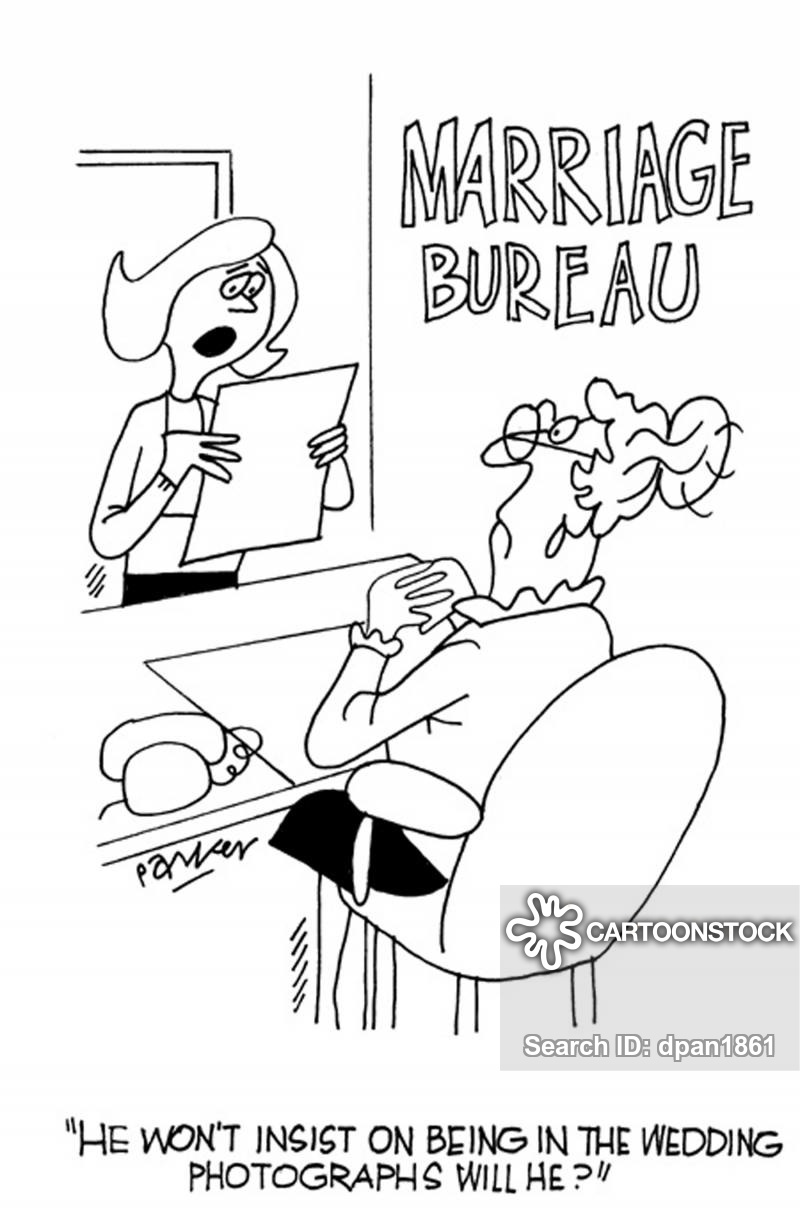 MARRIAGE
BUREAU
parker
CARTOONSTOCK
Search ID: dpan1861
"HE WON'T INSIST ON BEING IN THE WEDDING
PHOTOGRAPHS WILL HE?"